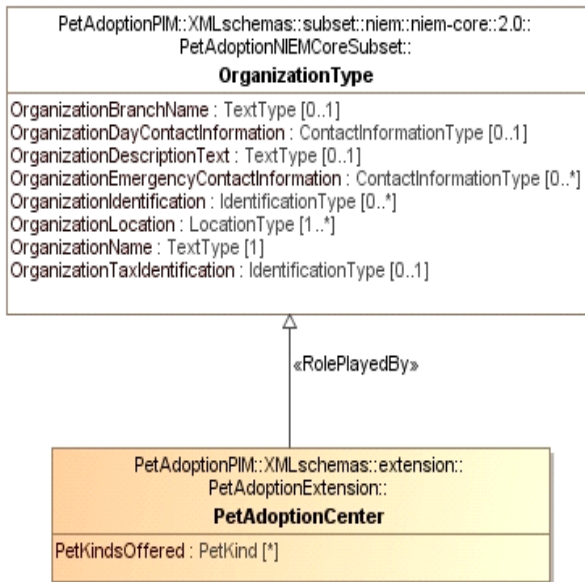 PetAdoptionPIM::XMLschemas::subset::niem::niem-core::2.0::
PetAdoptionNIEMCoreSubset::
OrganizationType
OrganizationBranchName : TextType [0..1]
OrganizationDayContactInformation : ContactInformationType [0..1]
OrganizationDescriptionText : TextType [0..1]
OrganizationEmergencyContactInformation : ContactInformationType [0..*]
OrganizationIdentification : IdentificationType [0..*]
OrganizationLocation : LocationType [1..*]
OrganizationName : TextType [1]
OrganizationTaxIdentification : IdentificationType [0..1]
«RolePlayedBy»
PetAdoptionPIM::XMLschemas::extension::
PetAdoptionExtension::
PetAdoptionCenter
PetKindsOffered : PetKind [*]